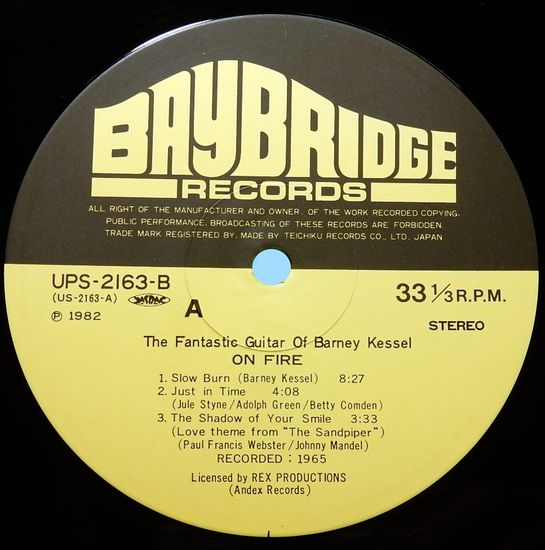 BAYBRIDGE
RECORDS
ALL RIGHT OF THE MANUFACTURER AND OWNER. OF THE WORK RECORDED COPYING.
PUBLIC PERFORMANCE. BROADCASTING OF THESE RECORDS ARE FORBIDDEN.
TRADE MARK REGISTERED BY. MADE BY TEICHIKU RECORDS CO., LTD. JAPAN
UPS-2163-B
(US-2163-A)
℗ 1982
A
33 1/3 R.P.M.
STEREO
The Fantastic Guitar Of Barney Kessel
ON FIRE
1. Slow Burn (Barney Kessel) 8:27
2. Just in Time 4:08
(Jule Styne/Adolph Green/Betty Comden)
3. The Shadow of Your Smile 3:33
(Love theme from "The Sandpiper")
(Paul Francis Webster/Johnny Mandel)
RECORDED : 1965
Licensed by REX PRODUCTIONS
(Andex Records)